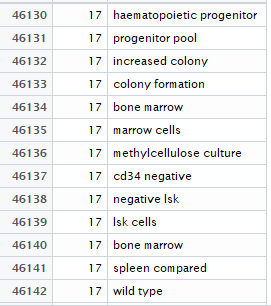 46130 17 haematopoietic progenitor
46131 17 progenitor pool
46132 17 increased colony
46133 17 colony formation
46134 17 bone marrow
46135 17 marrow cells
46136 17 methylcellulose culture
46137 17 cd34 negative
46138 17 negative lsk
46139 17 lsk cells
46140 17 bone marrow
46141 17 spleen compared
46142 17 wild type